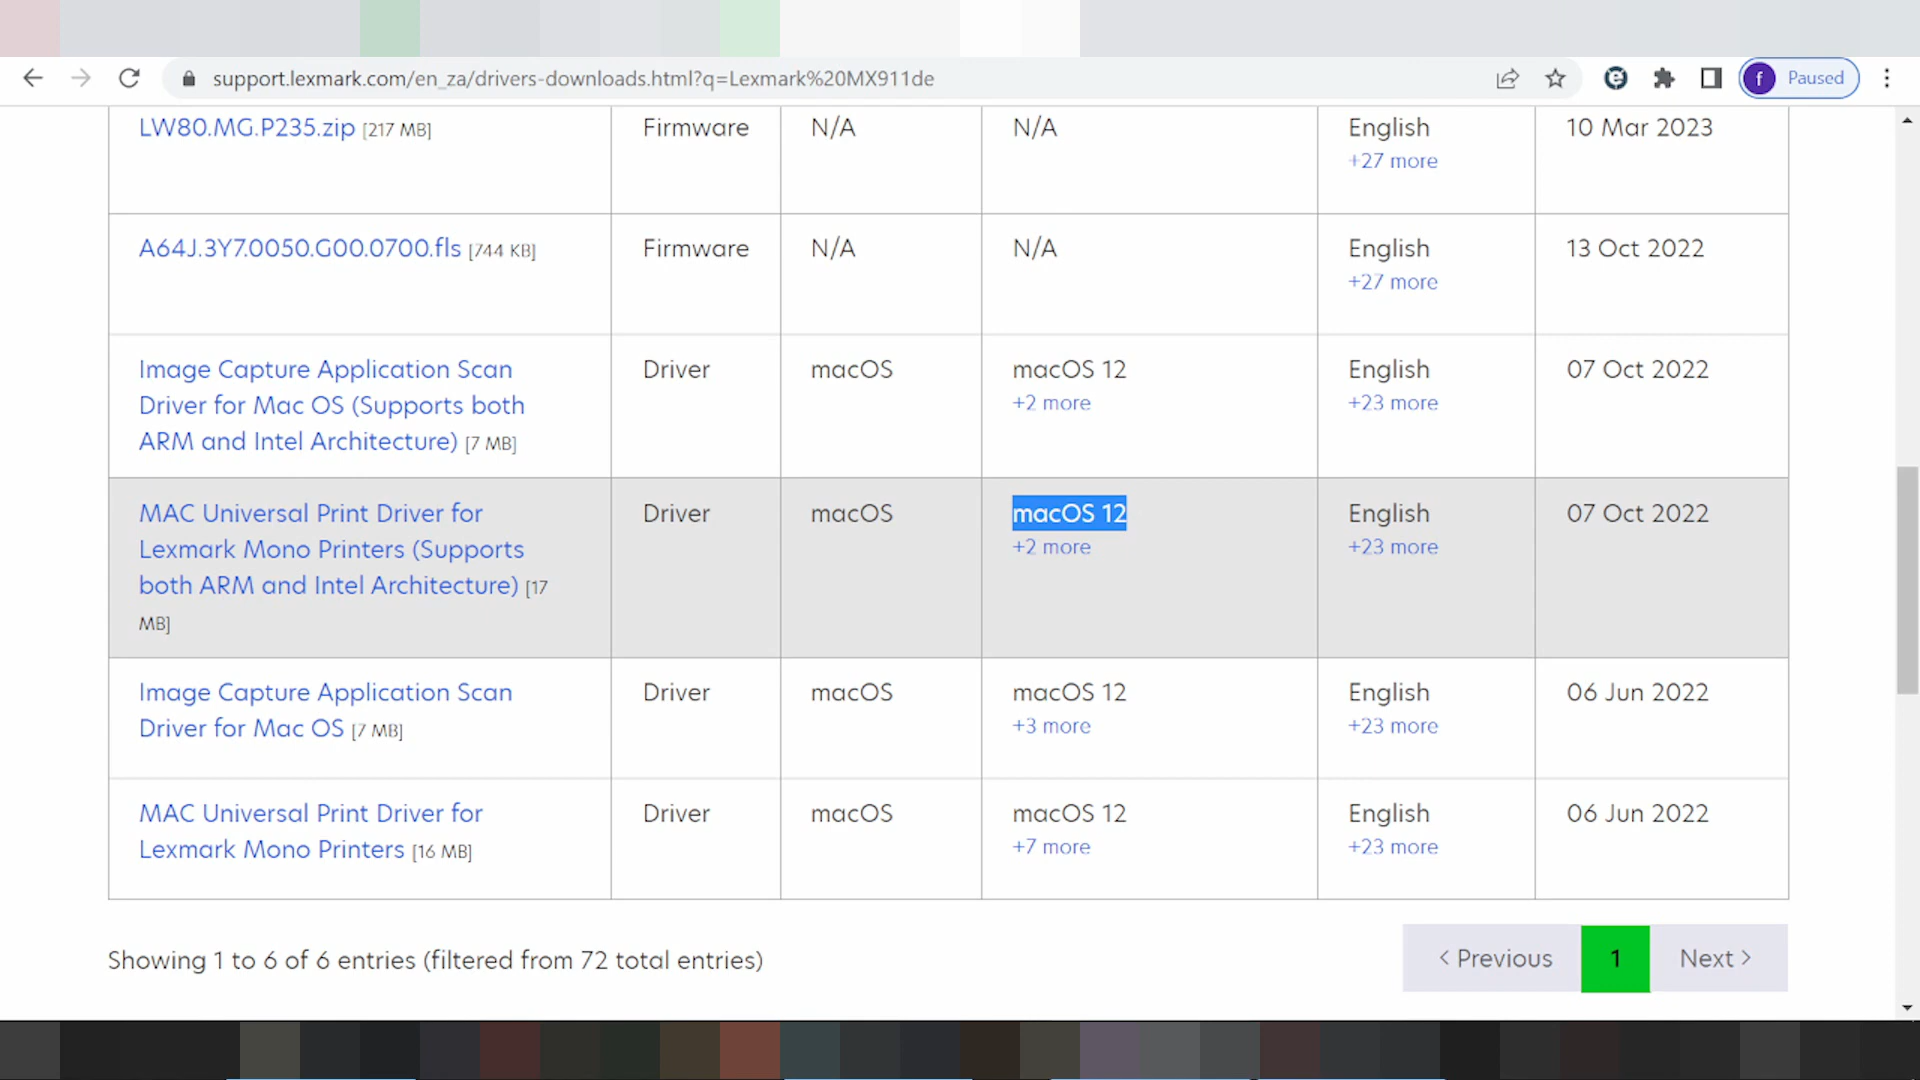 support.lexmark.com/en_za/drivers-downloads.html?q=Lexmark%20MX911de
f Paused
LW80.MG.P235.zip [217 MB] Firmware N/A N/A English 10 Mar 2023
+27 more
A64J.3Y7.0050.G00.0700.fls [744 KB] Firmware N/A N/A English 13 Oct 2022
+27 more
Image Capture Application Scan Driver macOS macOS 12 English 07 Oct 2022
Driver for Mac OS (Supports both +2 more +23 more
ARM and Intel Architecture) [7 MB]
MAC Universal Print Driver for Driver macOS macOS 12 English 07 Oct 2022
Lexmark Mono Printers (Supports +2 more +23 more
both ARM and Intel Architecture) [17
MB]
Image Capture Application Scan Driver macOS macOS 12 English 06 Jun 2022
Driver for Mac OS [7 MB] +3 more +23 more
MAC Universal Print Driver for Driver macOS macOS 12 English 06 Jun 2022
Lexmark Mono Printers [16 MB] +7 more +23 more
Showing 1 to 6 of 6 entries (filtered from 72 total entries) < Previous 1 Next >